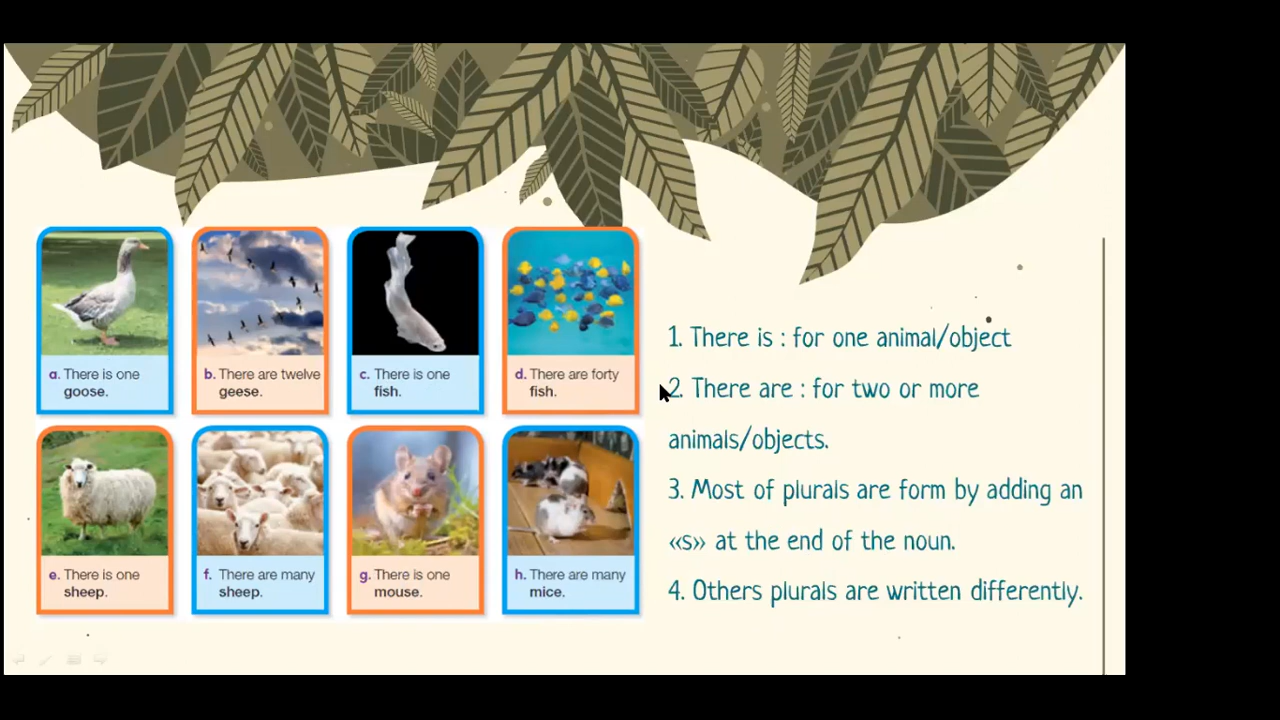 a. There is one
goose.
b. There are twelve
geese.
c. There is one
fish.
d. There are forty
fish.
e. There is one
sheep.
f. There are many
sheep.
g. There is one
mouse.
h. There are many
mice.
1. There is : for one animal/object
2. There are : for two or more
animals/objects.
3. Most of plurals are form by adding an
«s» at the end of the noun.
4. Others plurals are written differently.